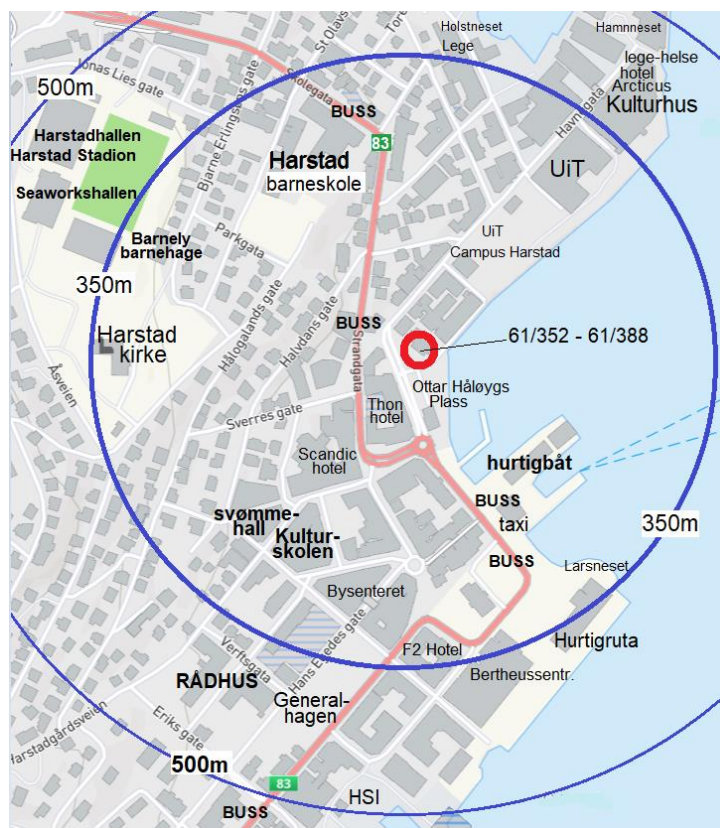 Holstneset
Lege
Hamnneset
lege-helse
hotel
Arcticus
Kulturhus
Havnegata
St Olavs
Tore
Jonas Lies gate
500m
Skolegata
BUSS
83
Bjarne Erlingsens gate
Harstadhallen
Harstad Stadion
Seaworkshallen
Harstad
barneskole
UiT
Parkgata
Barnely
barnehage
UiT
Campus Harstad
350m
Hålogalands gate
Halvdans gate
BUSS
Strandgata
61/352 - 61/388
Harstad
kirke
Åsveien
Ottar Håløygs
Plass
Thon
hotel
Sverres gate
Scandic
hotel
hurtigbåt
BUSS
taxi
350m
svømme-
hall
Kultur-
skolen
BUSS
Larsneset
Bysenteret
Hurtigruta
F2 Hotel
Bertheussentr.
Verftsgata
Hans Egedes gate
RÅDHUS
General-
hagen
Harstadgårdsveien
Eriks gate
500m
83
BUSS
HSI